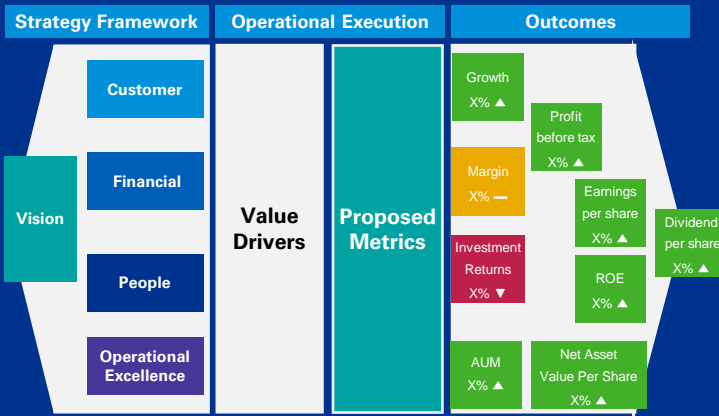 Strategy Framework
Operational Execution
Outcomes
Vision
Customer
Financial
People
Operational
Excellence
Value
Drivers
Proposed
Metrics
Growth
X% ▲
Profit
before tax
X% ▲
Margin
X% ▬
Earnings
per share
X% ▲
Dividend
per share
X% ▲
Investment
Returns
X% ▼
ROE
X% ▲
AUM
X% ▲
Net Asset
Value Per Share
X% ▲